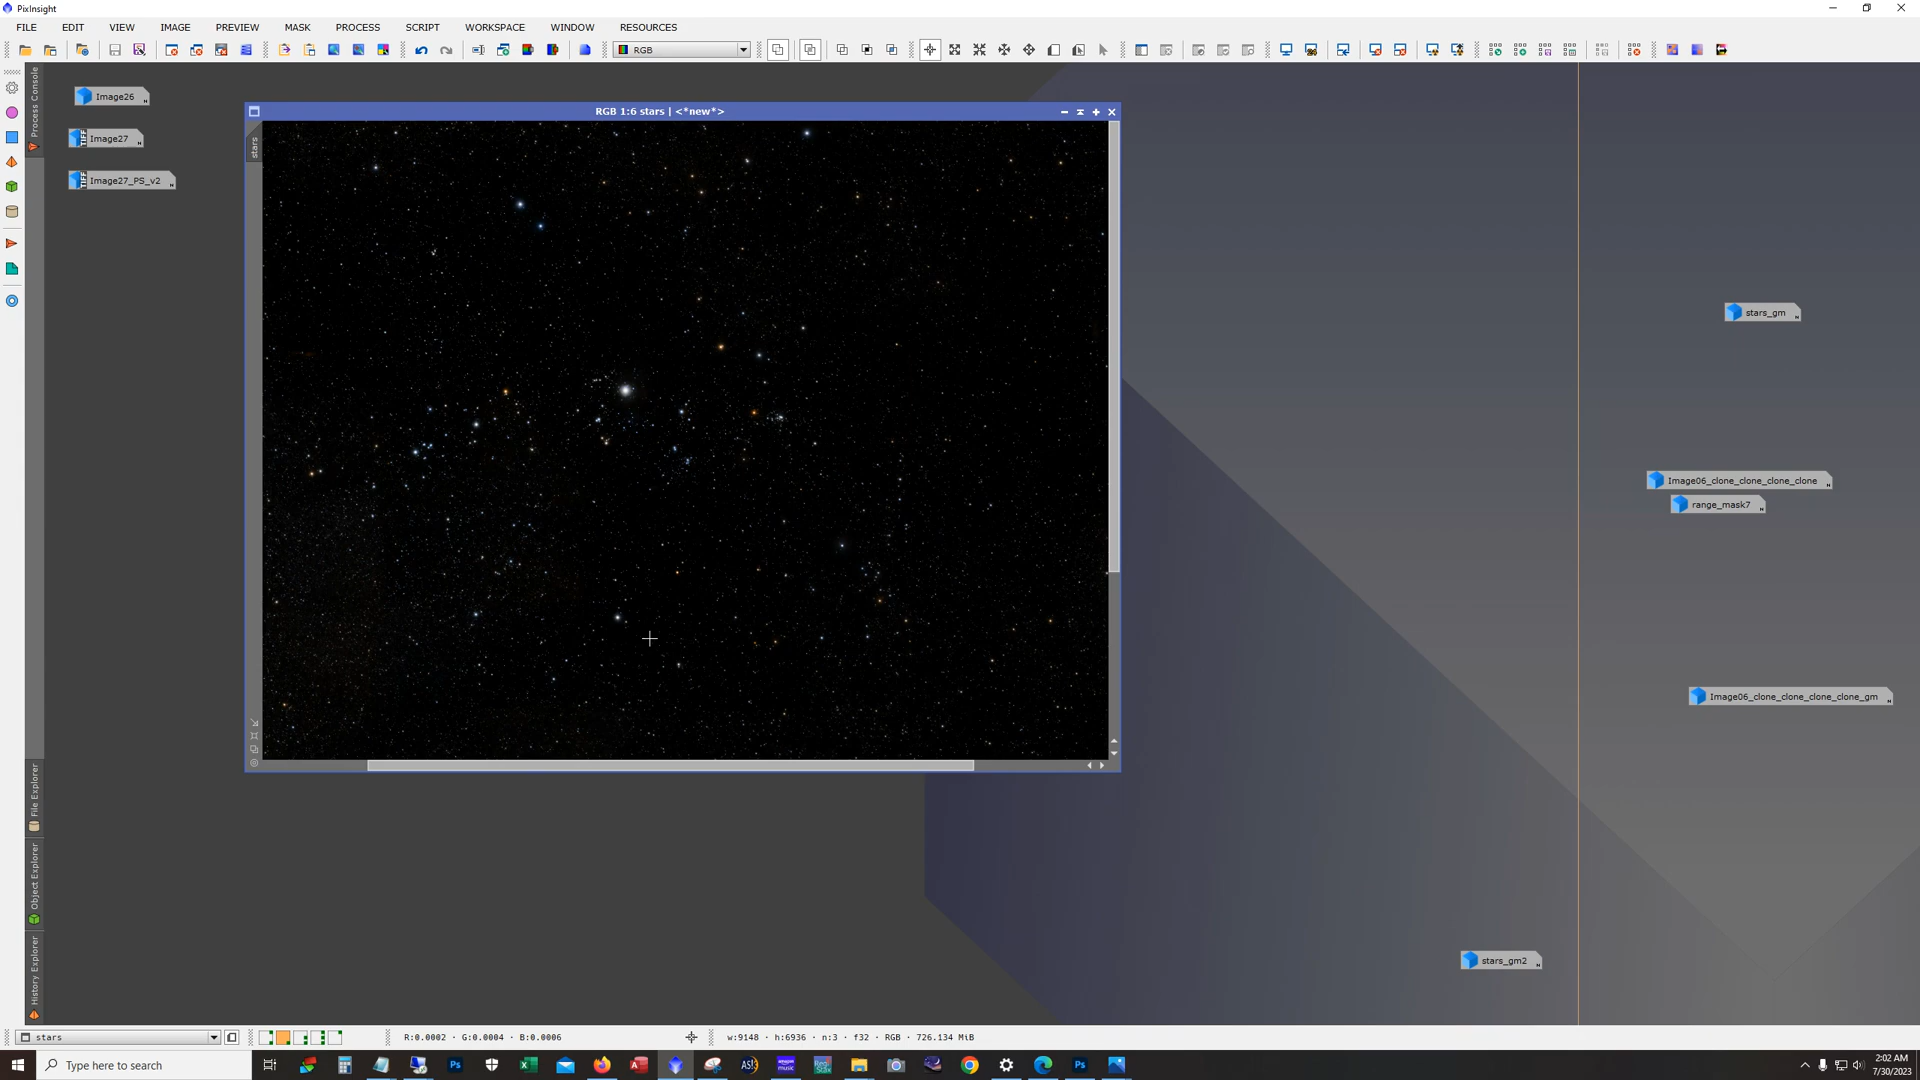 PixInsight
FILE EDIT VIEW IMAGE PREVIEW MASK PROCESS SCRIPT WORKSPACE WINDOW RESOURCES
RGB
Process Console
Image26
Image27
Image27_PS_v2
RGB 1:6 stars | <*new*>
stars
stars_gm
Image06_clone_clone_clone_clone
range_mask7
Image06_clone_clone_clone_clone_gm
stars_gm2
File Explorer
Object Explorer
History Explorer
stars
R:0.0002 · G:0.0004 · B:0.0006
w:9148 · h:6936 · n:3 · f32 · RGB · 726.134 MiB
Type here to search
2:02 AM
7/30/2023